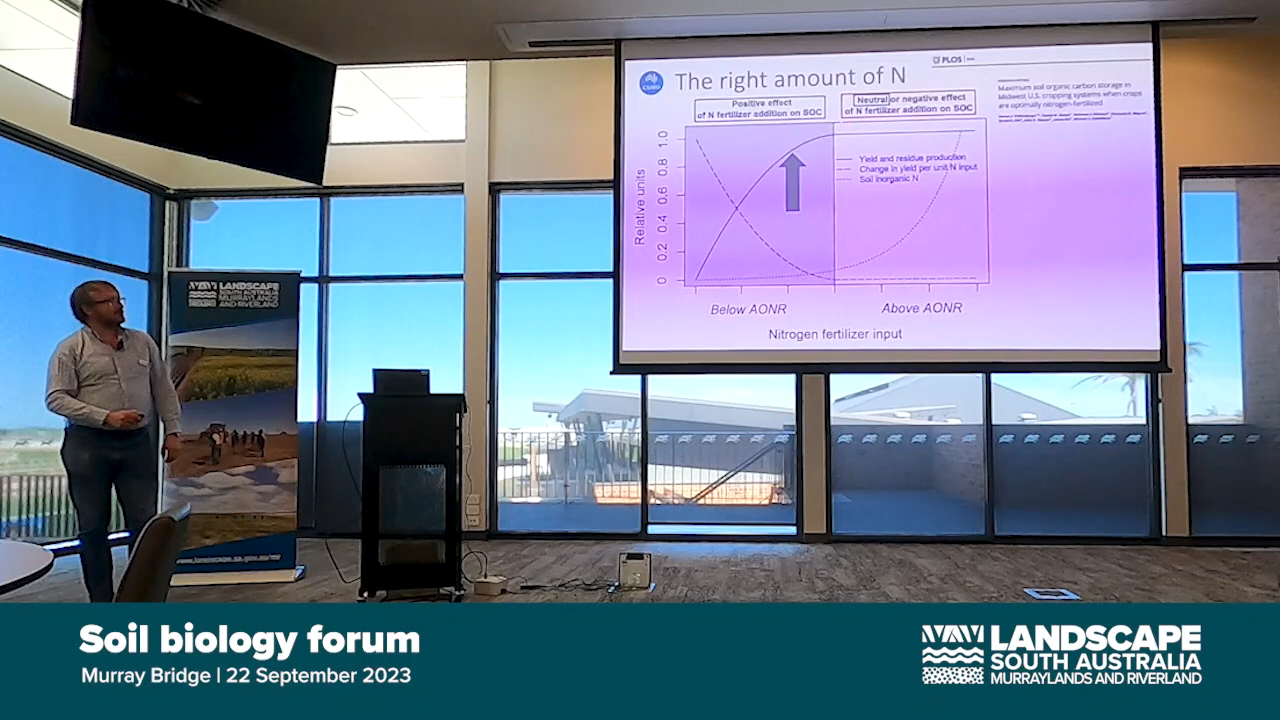 The right amount of N
CSIRO
PLOS
Maximum soil organic carbon storage in
Midwest U.S. cropping systems when crops
are optimally nitrogen-fertilized
Positive effect
of N fertilizer addition on SOC
Neutral or negative effect
of N fertilizer addition on SOC
Yield and residue production
Change in yield per unit N input
Soil inorganic N
Relative units
1.0
0.8
0.6
0.4
0.2
0
Below AONR
Above AONR
Nitrogen fertilizer input
LANDSCAPE
SOUTH AUSTRALIA
MURRAYLANDS
AND RIVERLAND
Soil biology forum
Murray Bridge | 22 September 2023
LANDSCAPE
SOUTH AUSTRALIA
MURRAYLANDS AND RIVERLAND